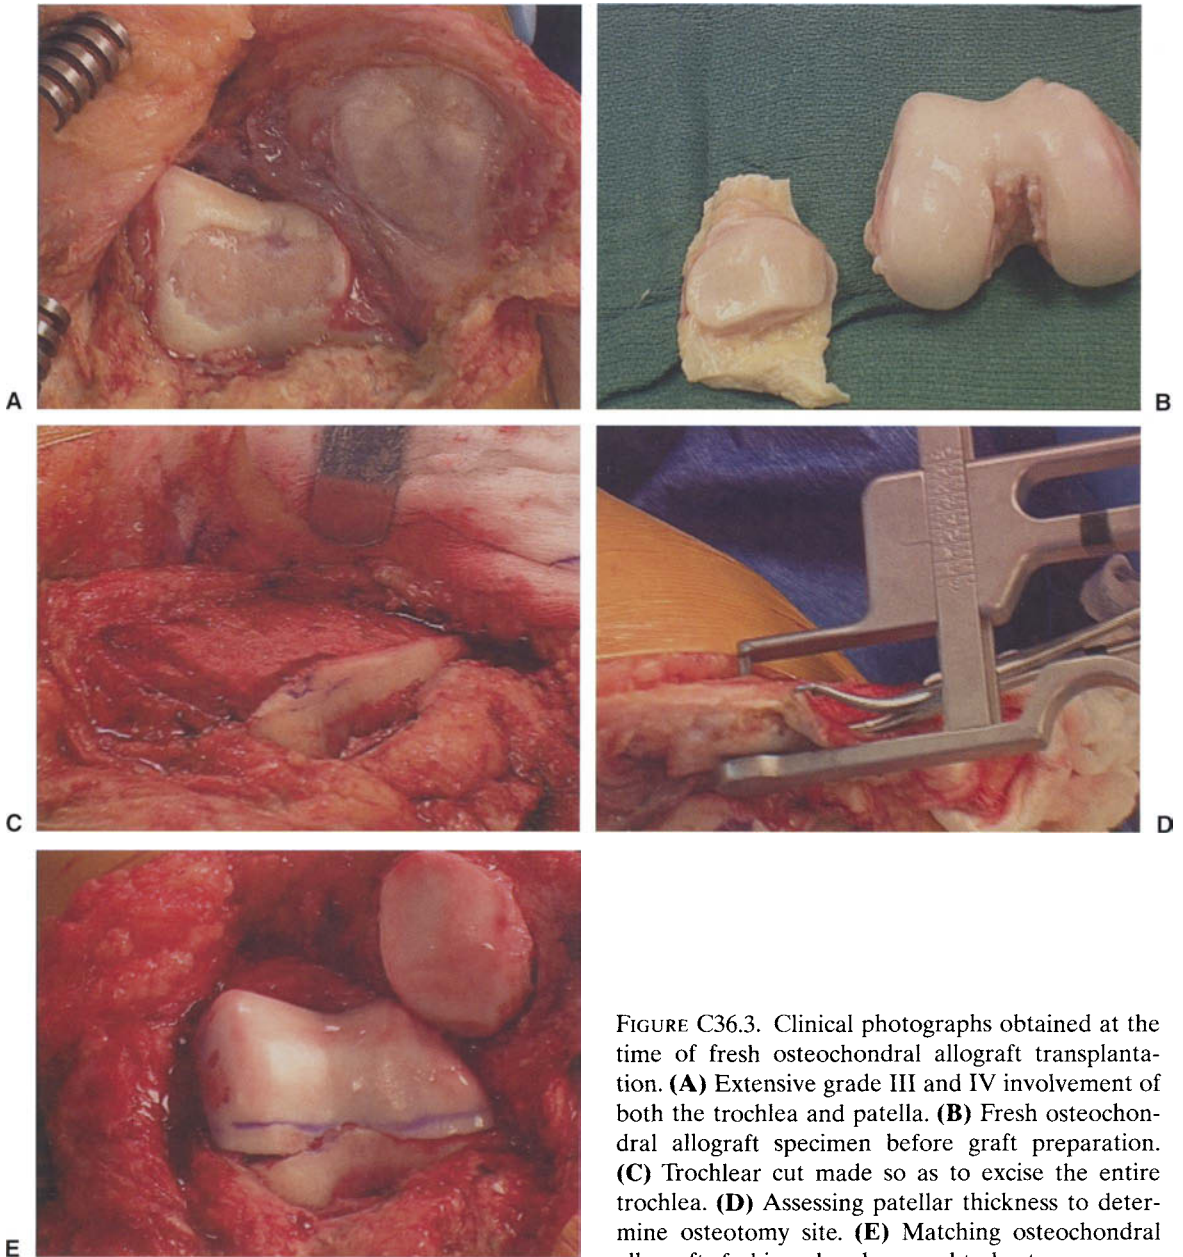 A
B
C
D
E
FIGURE C36.3. Clinical photographs obtained at the
time of fresh osteochondral allograft transplanta-
tion. (A) Extensive grade III and IV involvement of
both the trochlea and patella. (B) Fresh osteochon-
dral allograft specimen before graft preparation.
(C) Trochlear cut made so as to excise the entire
trochlea. (D) Assessing patellar thickness to deter-
mine osteotomy site. (E) Matching osteochondral